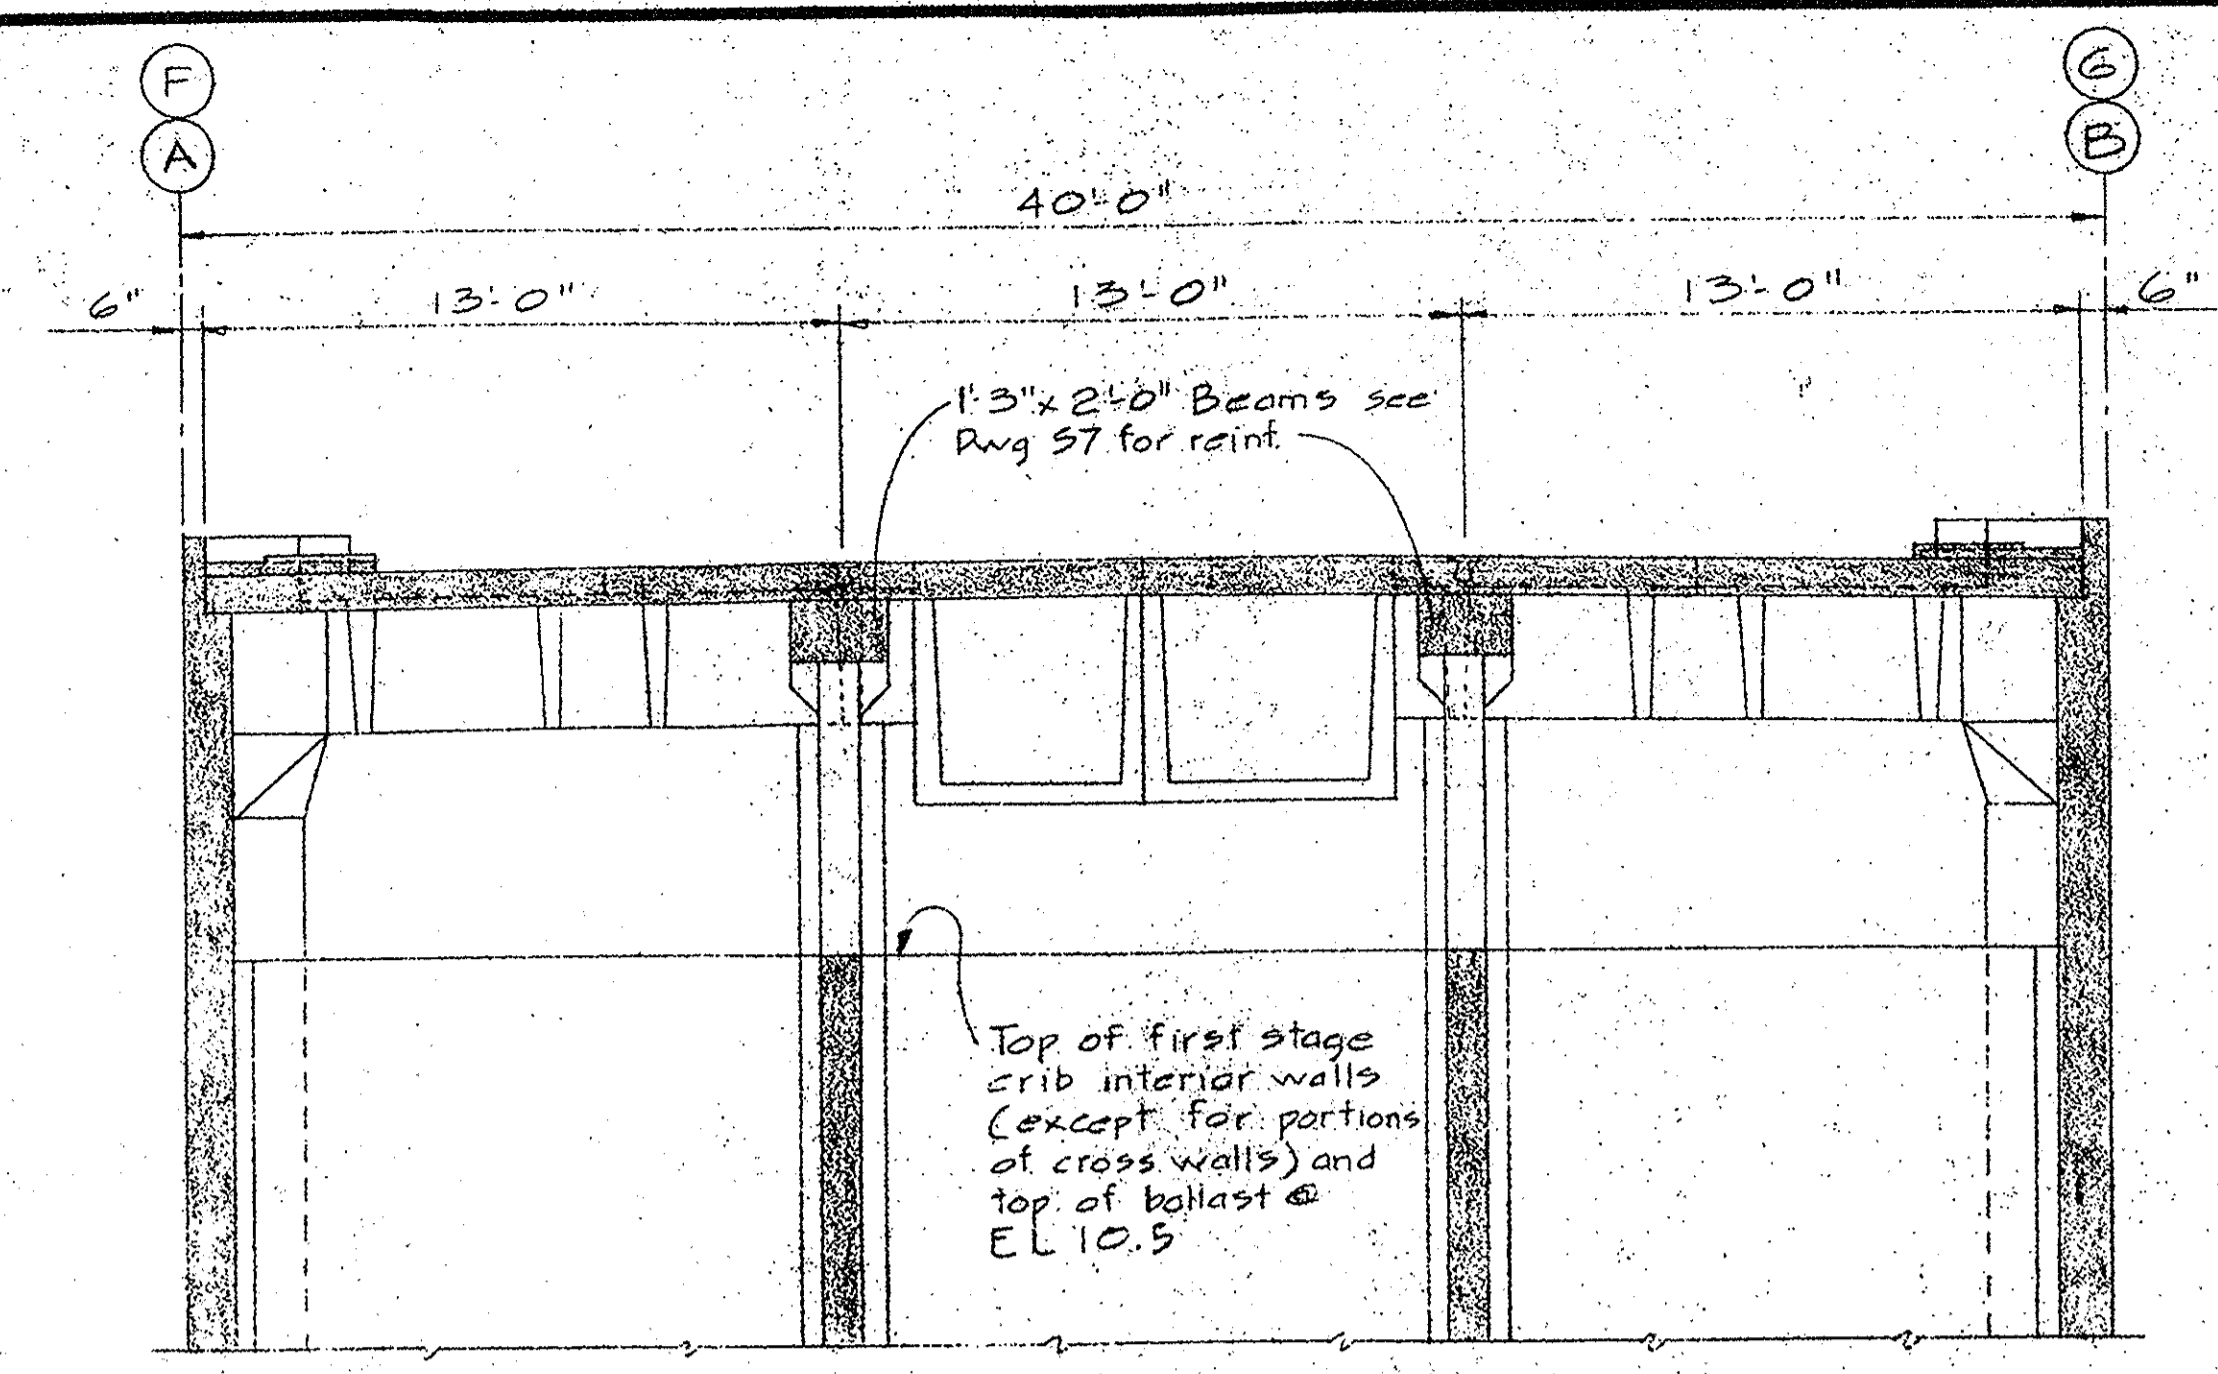 F
G
A
B
40'-0"
6"
13'-0"
13'-0"
13'-0"
6"
1'-3" x 2'-0" Beams see
Dwg S7 for reinf.
Top of first stage
crib interior walls
(except for portions
of cross walls) and
top of ballast @
EL 10.5